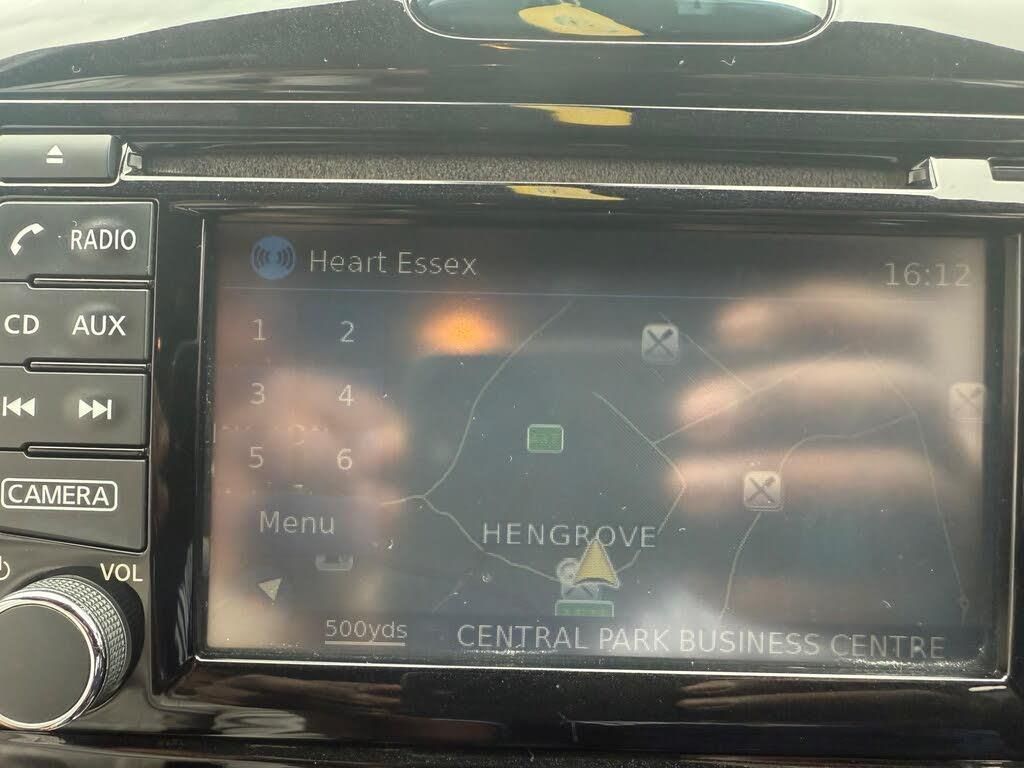 RADIO
CD AUX
CAMERA
VOL
Heart Essex
16:12
1 2
3 4
5 6
Menu
HENGROVE
500yds
CENTRAL PARK BUSINESS CENTRE